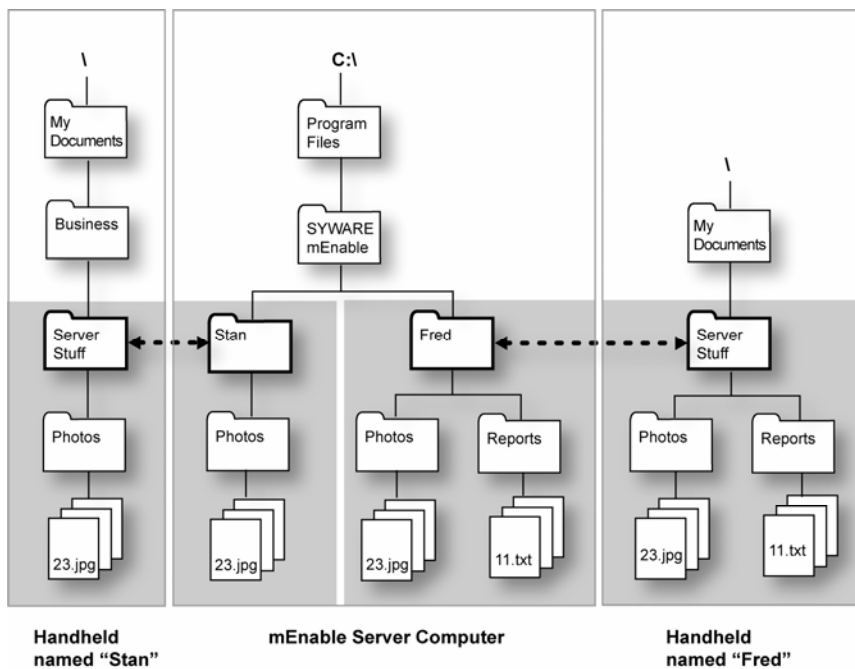 \
My
Documents
Business
Server
Stuff
Photos
23.jpg
C:\
Program
Files
SYWARE
mEnable
Stan
Fred
Photos
Photos
Reports
23.jpg
23.jpg
11.txt
\
My
Documents
Server
Stuff
Photos
Reports
23.jpg
11.txt
Handheld
named “Stan”
mEnable Server Computer
Handheld
named “Fred”